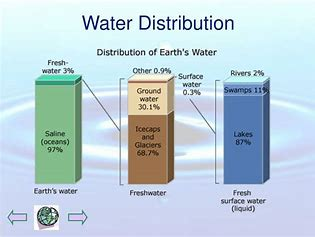 Water Distribution
Distribution of Earth's Water
Fresh-
water 3%
Saline
(oceans)
97%
Earth's water
Other 0.9%
Ground
water
30.1%
Icecaps
and
Glaciers
68.7%
Freshwater
Surface
water
0.3%
Rivers 2%
Swamps 11%
Lakes
87%
Fresh
surface water
(liquid)